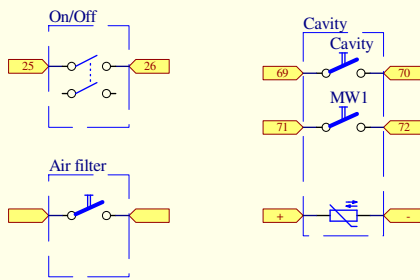 On/Off
25 26
Air filter
Cavity
Cavity
69 70
MW1
71 72
+ -